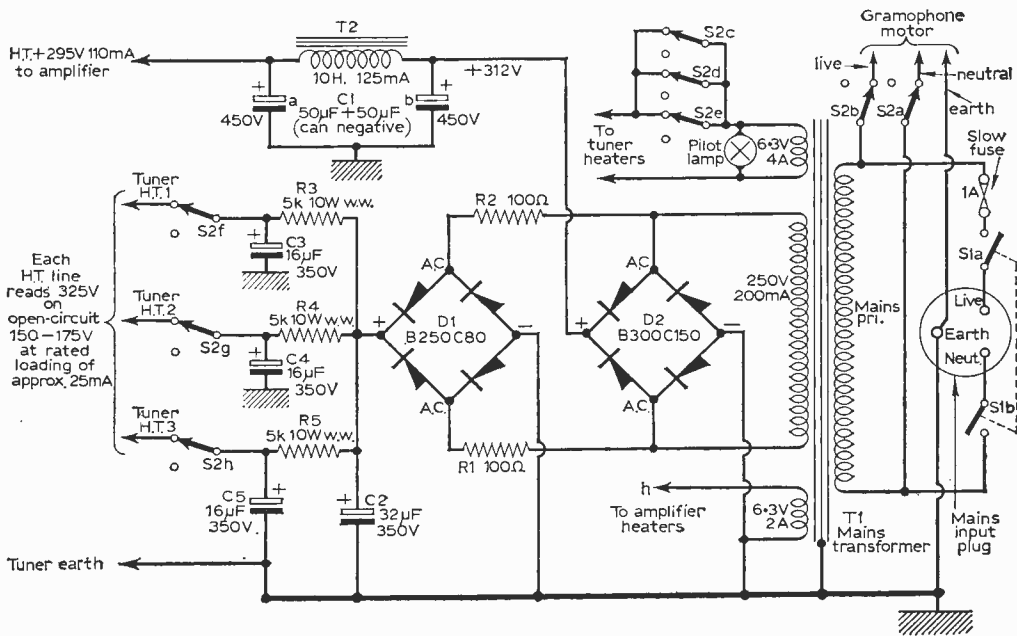 T2
H.T.+295V 110mA
to amplifier
10H. 125mA
+312V
+
a
C1
b
+
50µF+50µF
(can negative)
450V
450V
S2c
S2d
S2e
To
tuner
heaters
Pilot
lamp
6·3V
4A
Gramophone
motor
live
neutral
earth
S2b
S2a
Slow
fuse
1A
S1a
Live
Earth
Neut.
S1b
Mains
input
plug
Mains
pri.
T1
Mains
transformer
250V
200mA
6·3V
2A
h
To amplifier
heaters
Tuner
H.T.1
S2f
R3
5k 10W w.w.
+
C3
16µF
350V
Each
H.T. line
reads 325V
on
open-circuit
150–175V
at rated
loading of
approx. 25mA
Tuner
H.T.2
S2g
R4
5k 10W w.w.
+
C4
16µF
350V
Tuner
H.T.3
S2h
R5
5k 10W w.w.
+
C5
16µF
350V
+
C2
32µF
350V
R2 100Ω
A.C.
+
D1
B250C80
–
A.C.
R1 100Ω
A.C.
+
D2
B300C150
–
A.C.
Tuner earth